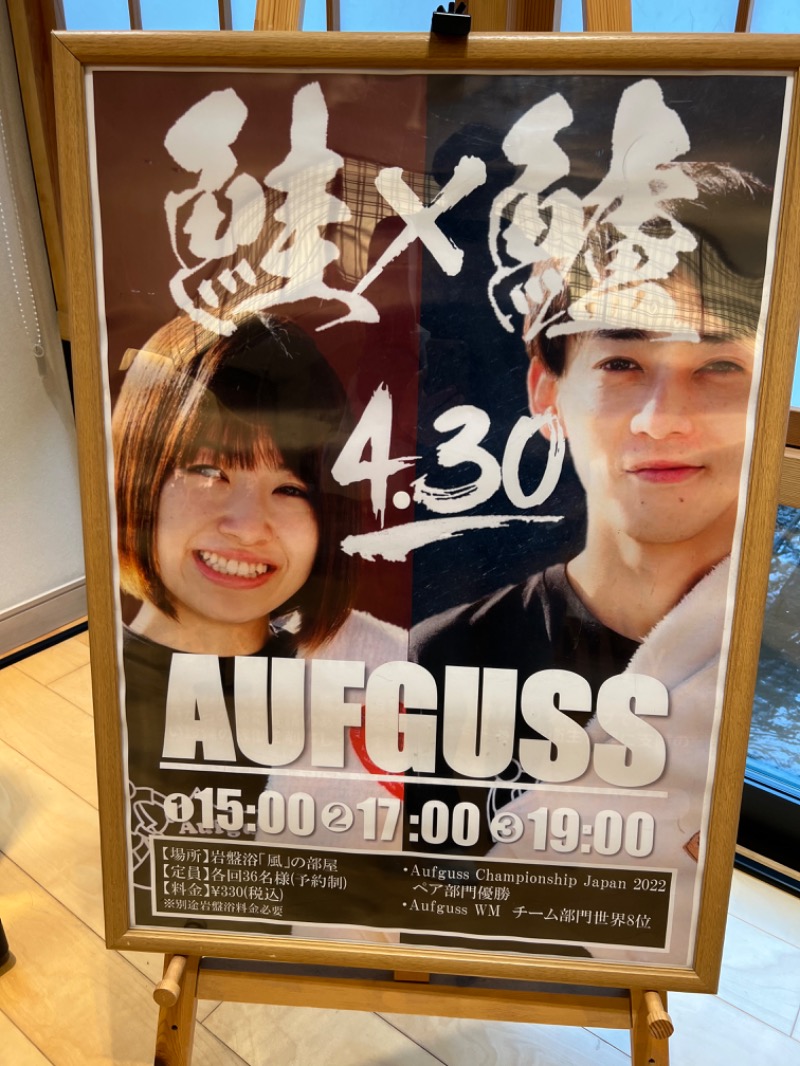 鮭×鱸
4.30
AUFGUSS
①15:00 ②17:00 ③19:00
【場所】岩盤浴「風」の部屋
【定員】各回36名様(予約制)
【料金】¥330(税込)
※別途岩盤浴料金必要
・Aufguss Championship Japan 2022
ペア部門優勝
・Aufguss WM チーム部門世界8位